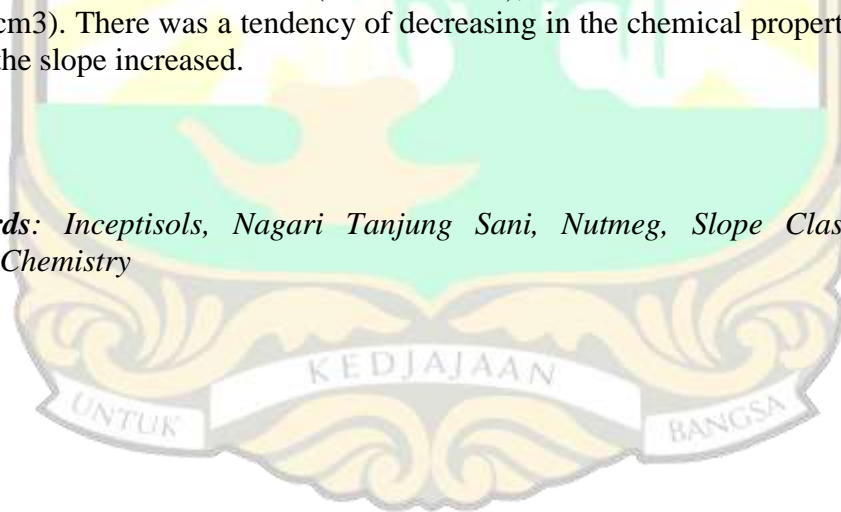 cm3). There was a tendency of decreasing in the chemical propert
the slope increased.
rds: Inceptisols, Nagari Tanjung Sani, Nutmeg, Slope Clas
Chemistry
KEDJAJAAN
UNTUK BANGSA